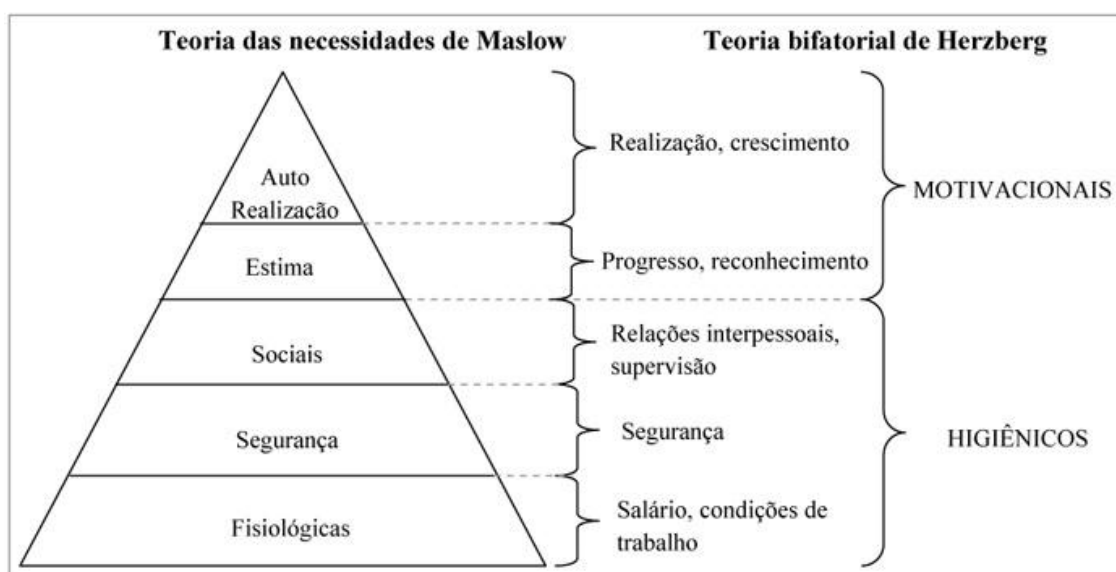 Teoria das necessidades de Maslow
Teoria bifatorial de Herzberg
Auto
Realização
Realização, crescimento
MOTIVACIONAIS
Estima
Progresso, reconhecimento
Sociais
Relações interpessoais,
supervisão
Segurança
Segurança
HIGIÊNICOS
Fisiológicas
Salário, condições de
trabalho